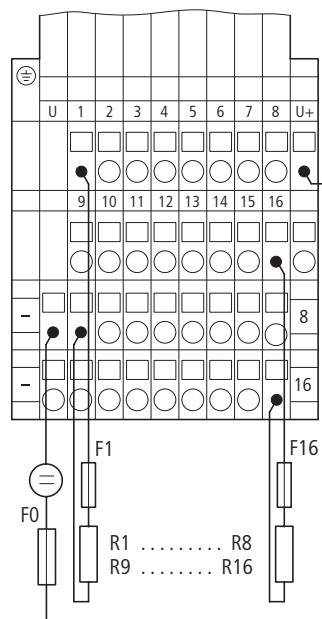 U 1 2 3 4 5 6 7 8 U+
9 10 11 12 13 14 15 16
– 8
– 16
F1 F16
F0
R1 ......... R8
R9 ........ R16